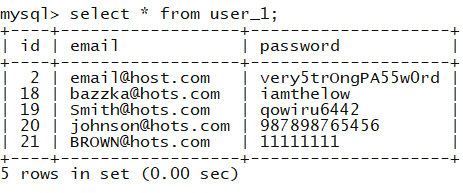 mysql> select * from user_1;
+----+-------------------+--------------------+
| id | email             | password           |
+----+-------------------+--------------------+
|  2 | email@host.com    | very5trOngPA55w0rd |
| 18 | bazzka@hots.com   | iamthelow          |
| 19 | Smith@hots.com    | qowiru6442         |
| 20 | johnson@hots.com  | 987898765456       |
| 21 | BROWN@hots.com    | 11111111           |
+----+-------------------+--------------------+
5 rows in set (0.00 sec)